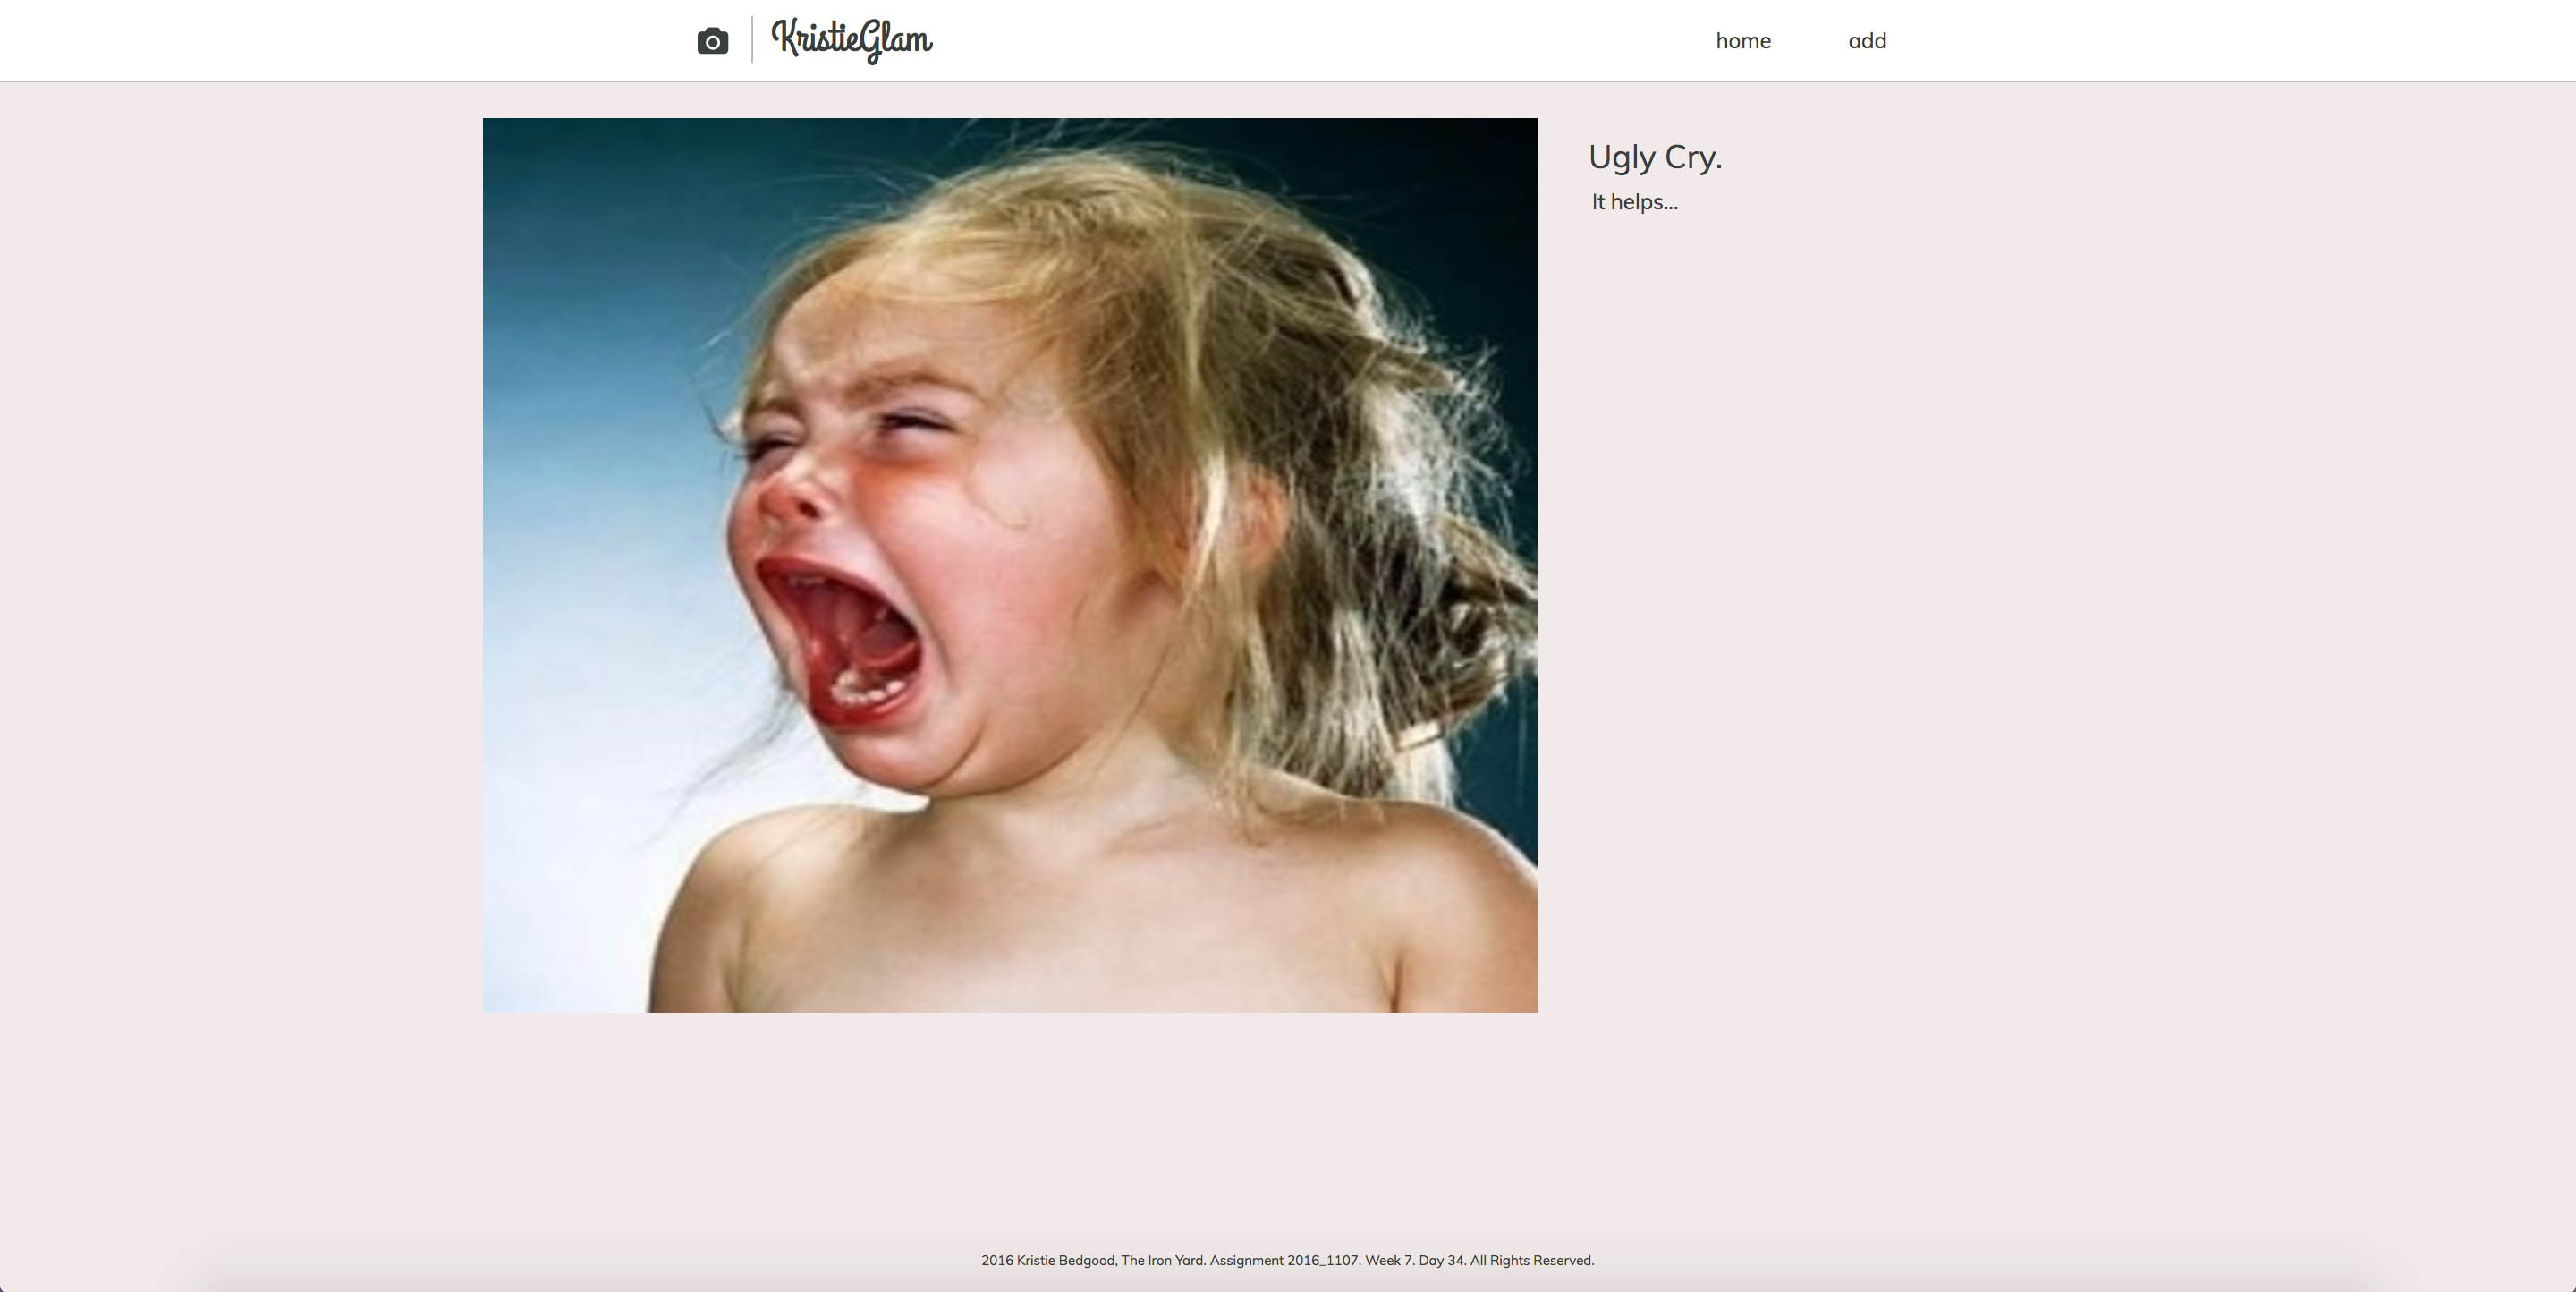 KristieGlam
home
add
Ugly Cry.
It helps...
2016 Kristie Bedgood, The Iron Yard. Assignment 2016_1107. Week 7. Day 34. All Rights Reserved.